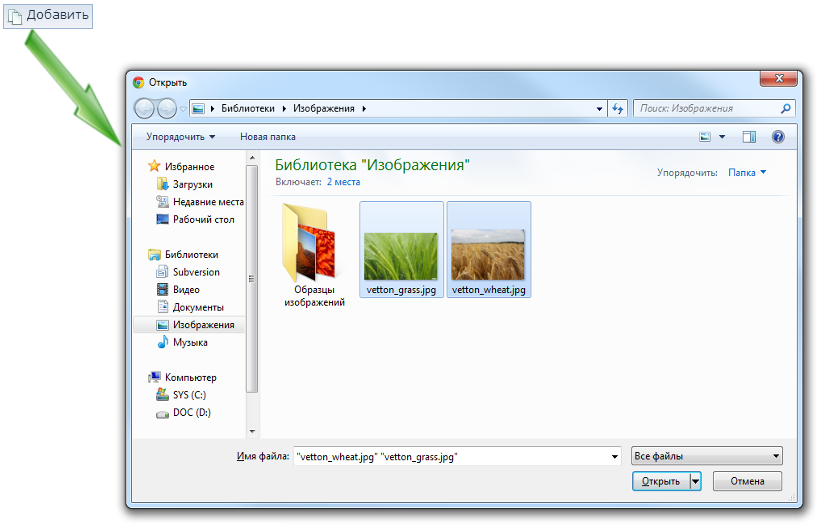 Добавить
Открыть
Библиотеки
Изображения
Поиск: Изображения
Упорядочить
Новая папка
Избранное
Загрузки
Недавние места
Рабочий стол
Библиотеки
Subversion
Видео
Документы
Изображения
Музыка
Компьютер
SYS (C:)
DOC (D:)
Библиотека "Изображения"
Включает: 2 места
Упорядочить: Папка
Образцы
изображений
vetton_grass.jpg
vetton_wheat.jpg
Имя файла: "vetton_wheat.jpg" "vetton_grass.jpg"
Все файлы
Открыть
Отмена